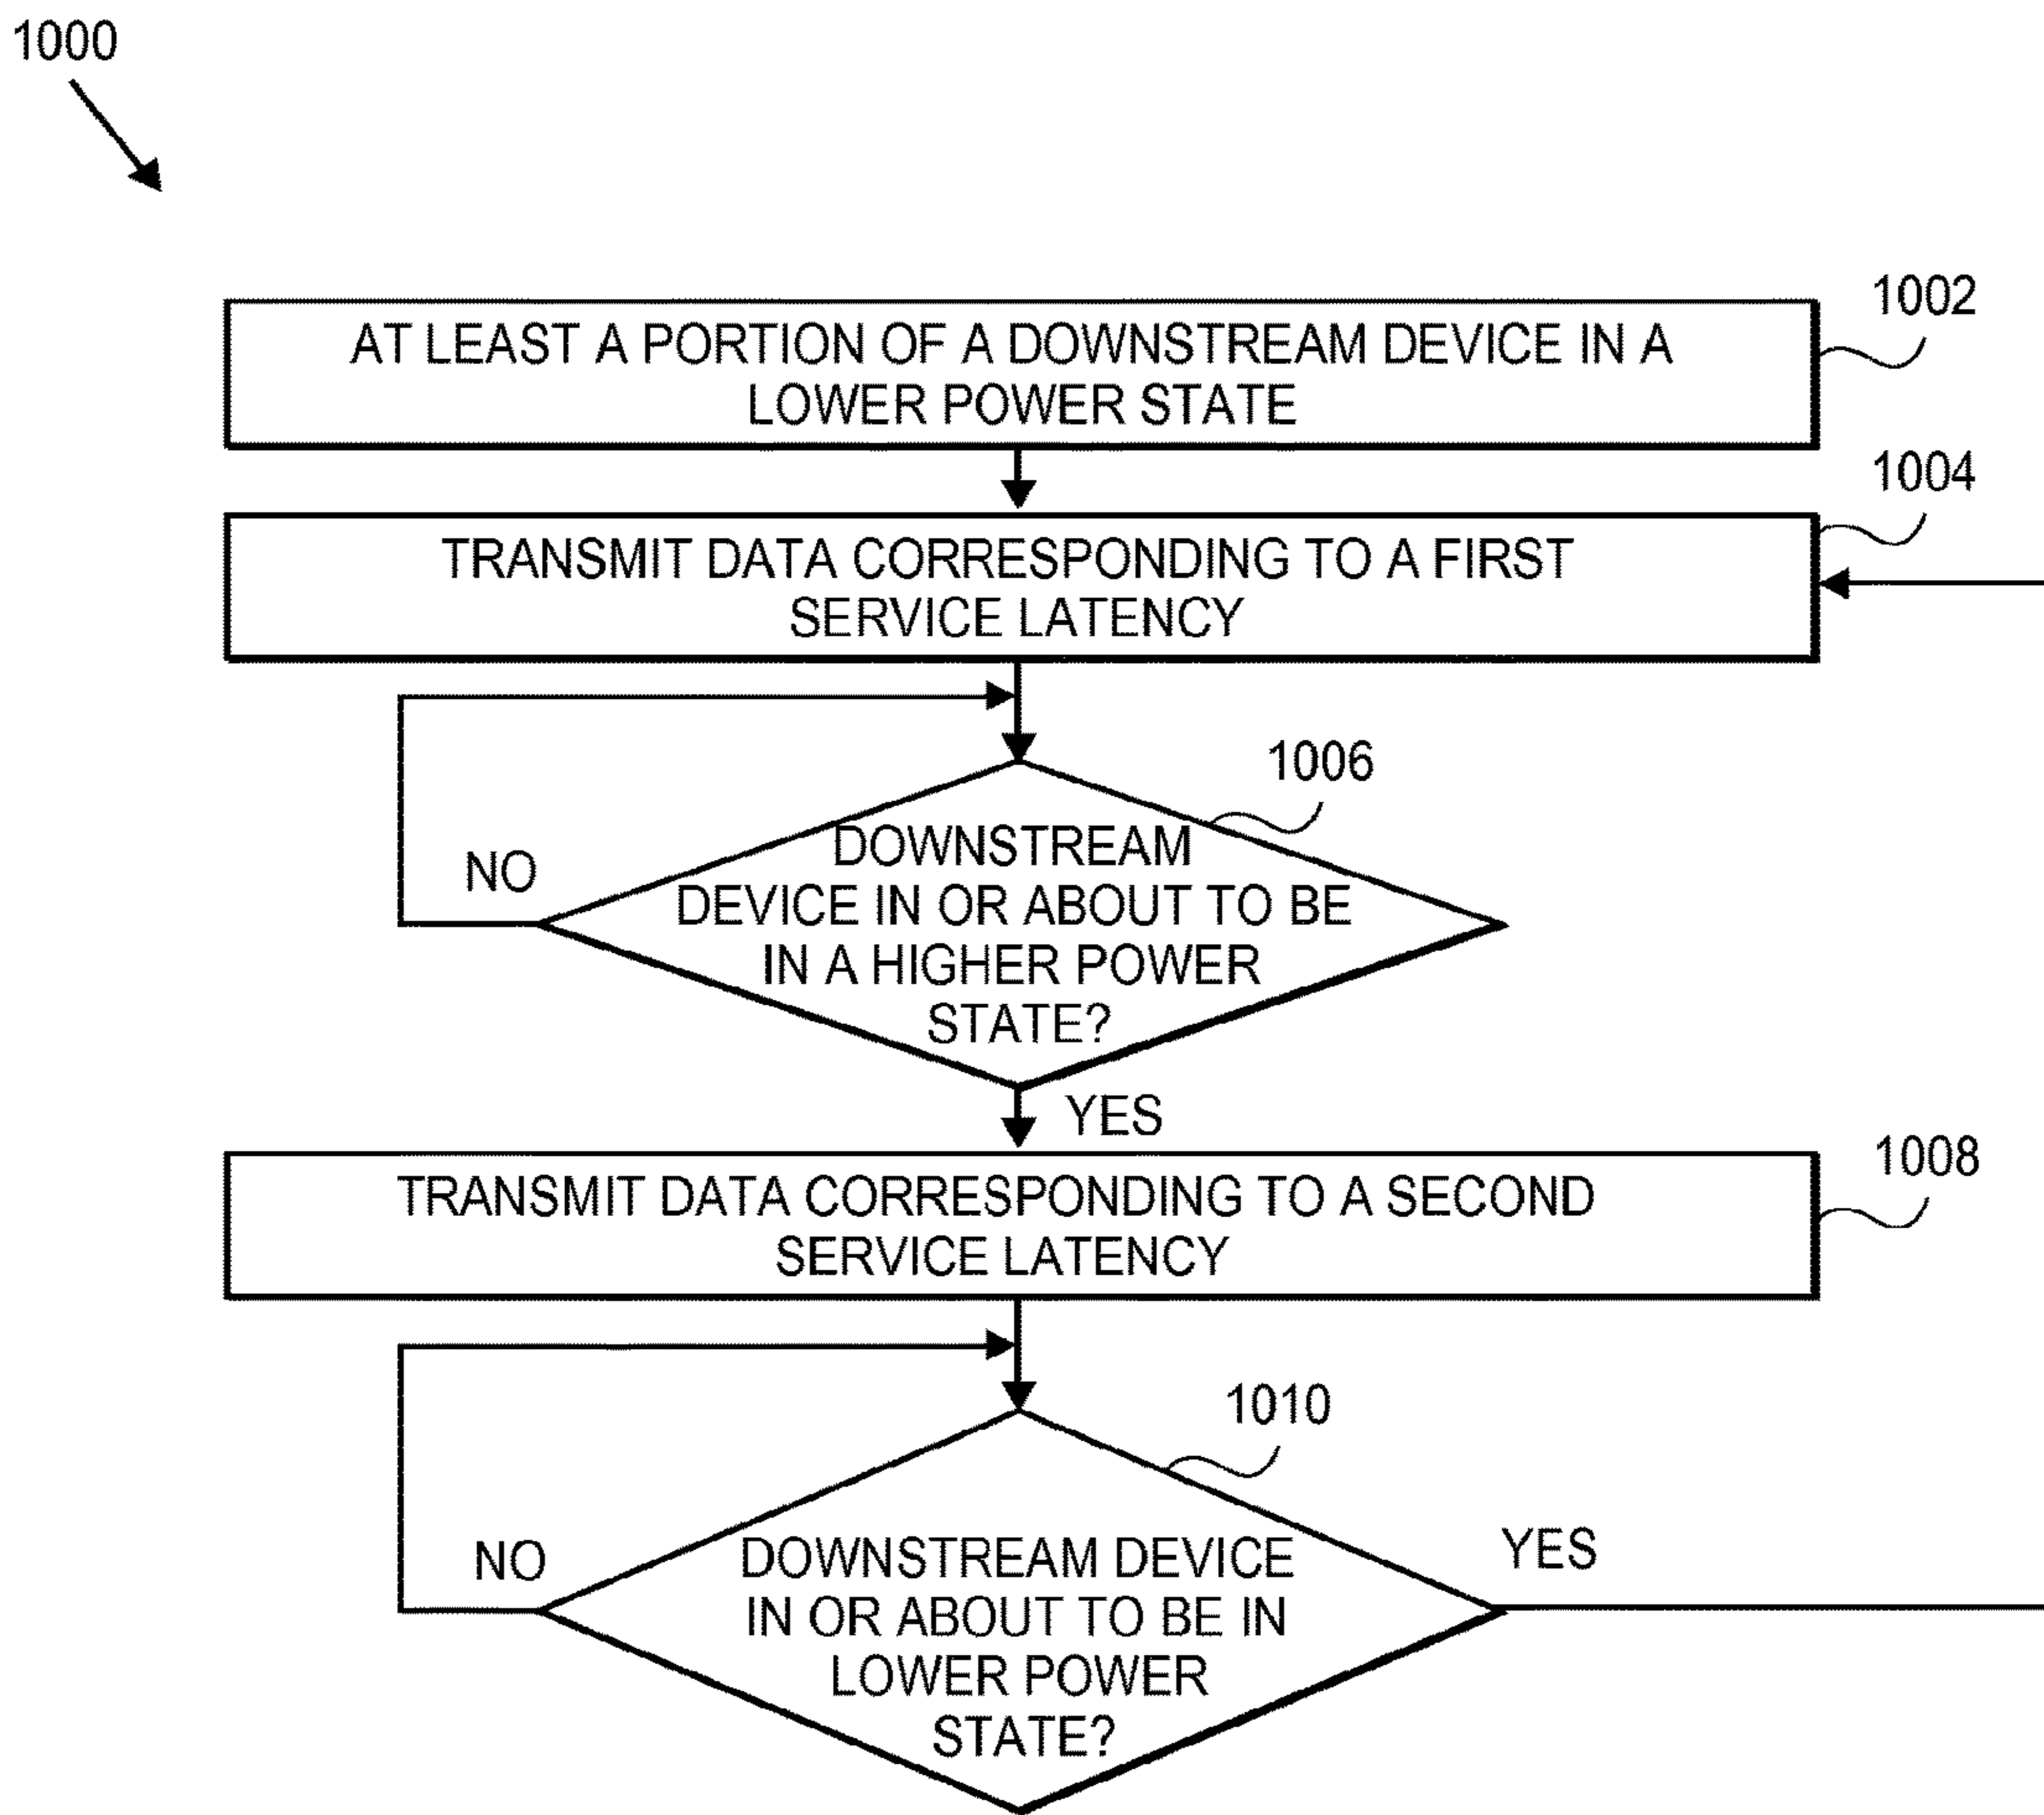 1000
1002
AT LEAST A PORTION OF A DOWNSTREAM DEVICE IN A
LOWER POWER STATE
1004
TRANSMIT DATA CORRESPONDING TO A FIRST
SERVICE LATENCY
1006
NO
DOWNSTREAM
DEVICE IN OR ABOUT TO BE
IN A HIGHER POWER
STATE?
YES
1008
TRANSMIT DATA CORRESPONDING TO A SECOND
SERVICE LATENCY
1010
NO
DOWNSTREAM DEVICE
IN OR ABOUT TO BE IN
LOWER POWER
STATE?
YES